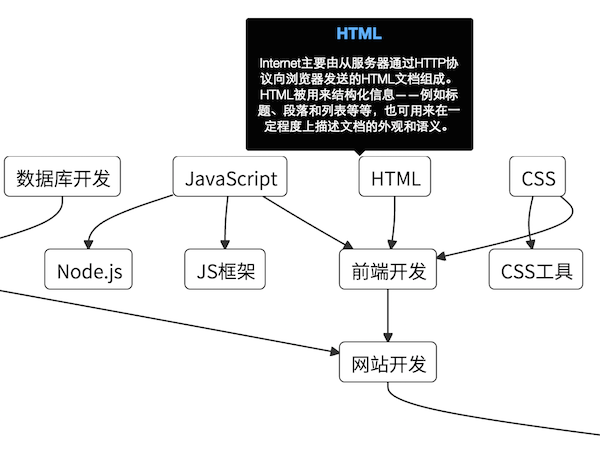 HTML
Internet主要由从服务器通过HTTP协
议向浏览器发送的HTML文档组成。
HTML被用来结构化信息——例如标
题、段落和列表等等，也可用来在一
定程度上描述文档的外观和语义。
数据库开发
JavaScript
HTML
CSS
Node.js
JS框架
前端开发
CSS工具
网站开发